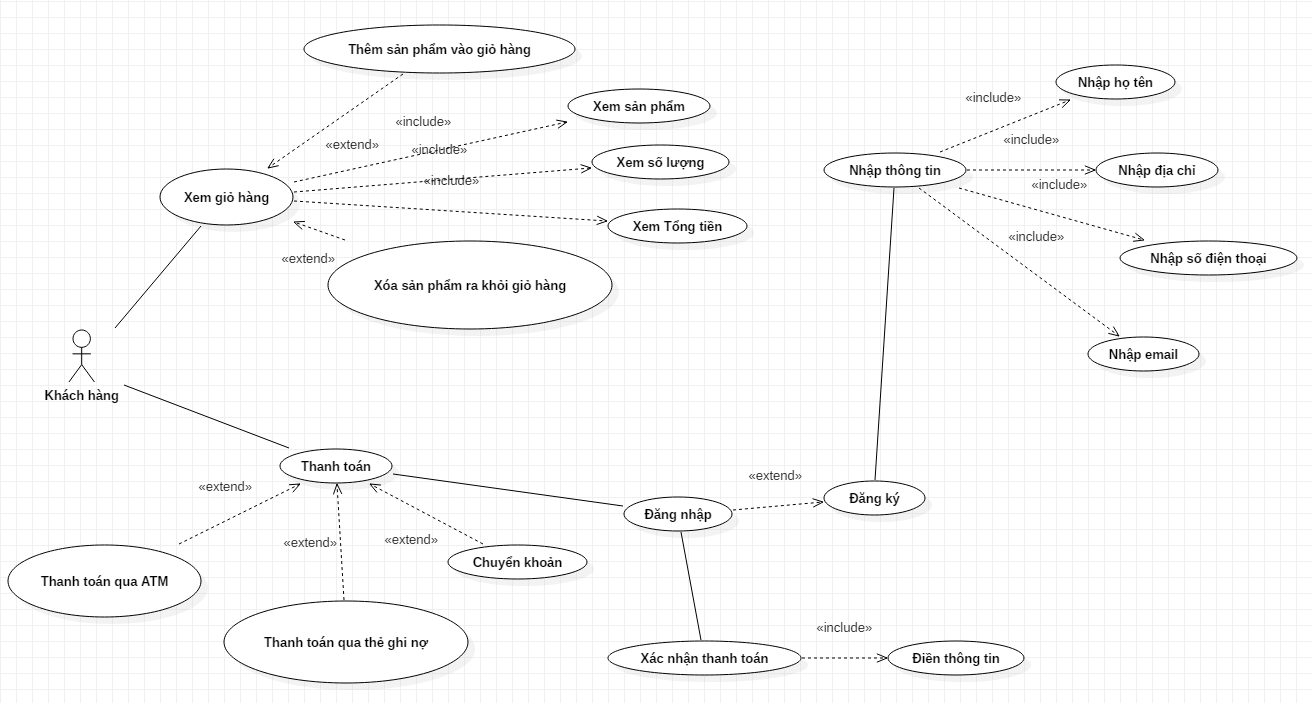 Thêm sản phẩm vào giỏ hàng
Nhập họ tên
«include»
Xem sản phẩm
«include»
«include»
«extend»
«include»
Xem số lượng
Nhập thông tin
Nhập địa chỉ
«include»
«include»
Xem giỏ hàng
Xem Tổng tiền
«include»
«extend»
Nhập số điện thoại
Xóa sản phẩm ra khỏi giỏ hàng
Nhập email
Khách hàng
Thanh toán
«extend»
«extend»
Đăng ký
Đăng nhập
«extend»
«extend»
Chuyển khoản
Thanh toán qua ATM
Thanh toán qua thẻ ghi nợ
«include»
Xác nhận thanh toán
Điền thông tin